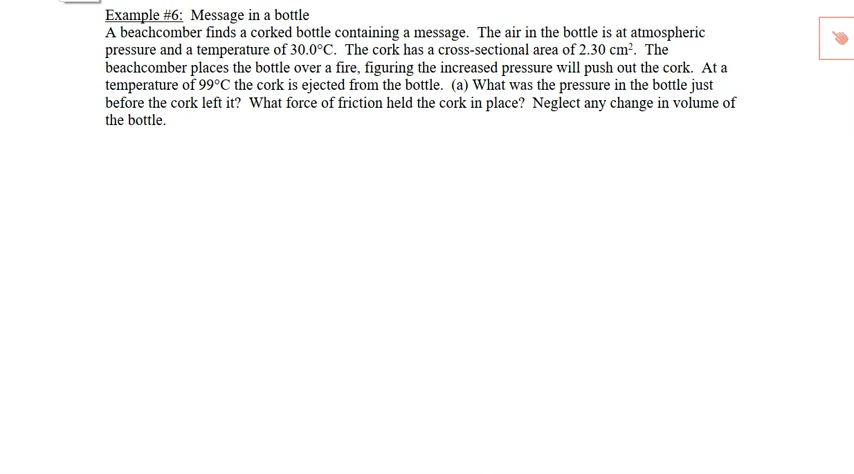 Example #6:  Message in a bottle
A beachcomber finds a corked bottle containing a message.  The air in the bottle is at atmospheric
pressure and a temperature of 30.0°C.  The cork has a cross-sectional area of 2.30 cm².  The
beachcomber places the bottle over a fire, figuring the increased pressure will push out the cork.  At a
temperature of 99°C the cork is ejected from the bottle.  (a) What was the pressure in the bottle just
before the cork left it?  What force of friction held the cork in place?  Neglect any change in volume of
the bottle.